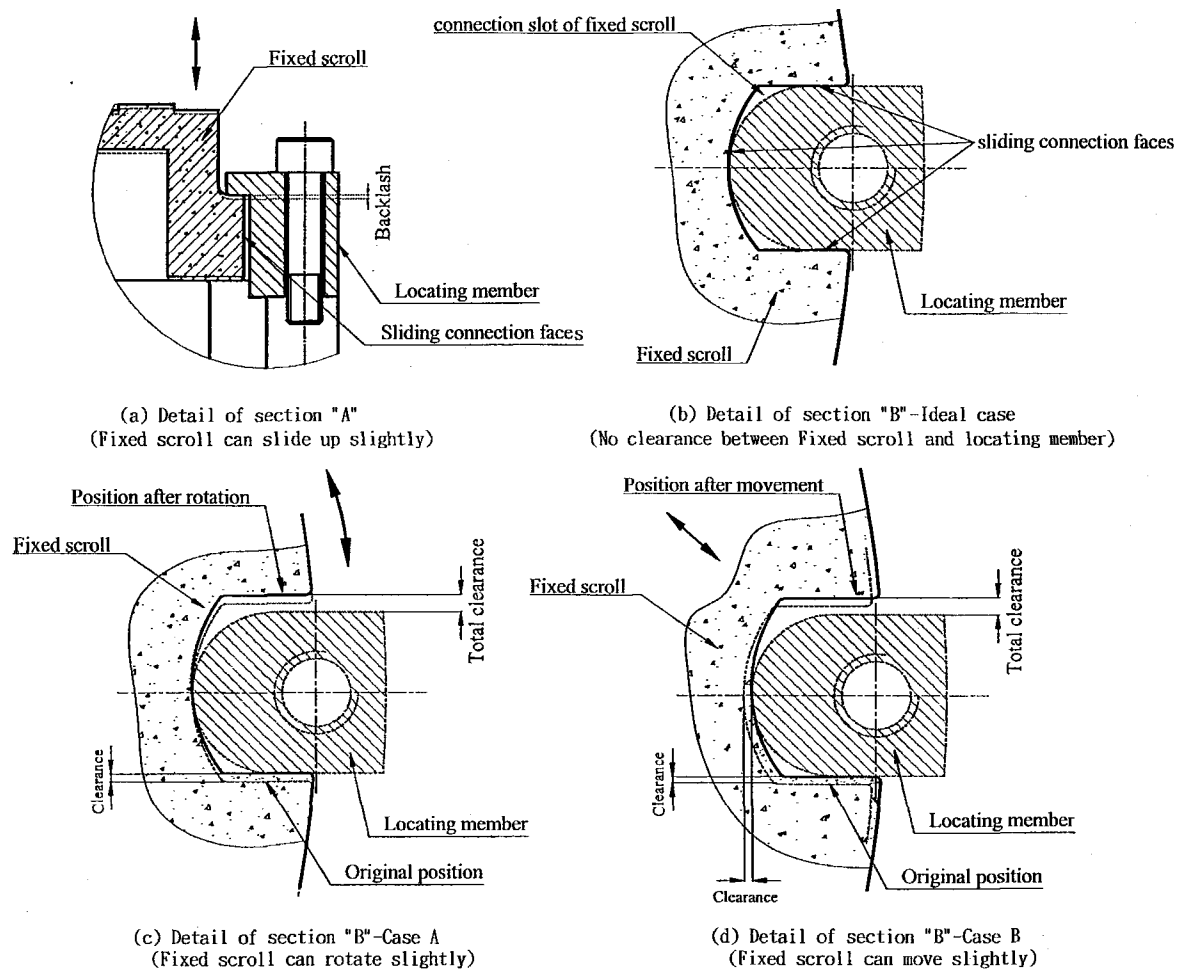 Fixed scroll
Backlash
Locating member
Sliding connection faces
(a) Detail of section "A"
(Fixed scroll can slide up slightly)
connection slot of fixed scroll
sliding connection faces
Locating member
Fixed scroll
(b) Detail of section "B"-Ideal case
(No clearance between Fixed scroll and locating member)
Position after rotation
Fixed scroll
Total clearance
Clearance
Locating member
Original position
(c) Detail of section "B"-Case A
(Fixed scroll can rotate slightly)
Position after movement
Fixed scroll
Total clearance
Clearance
Locating member
Original position
Clearance
(d) Detail of section "B"-Case B
(Fixed scroll can move slightly)